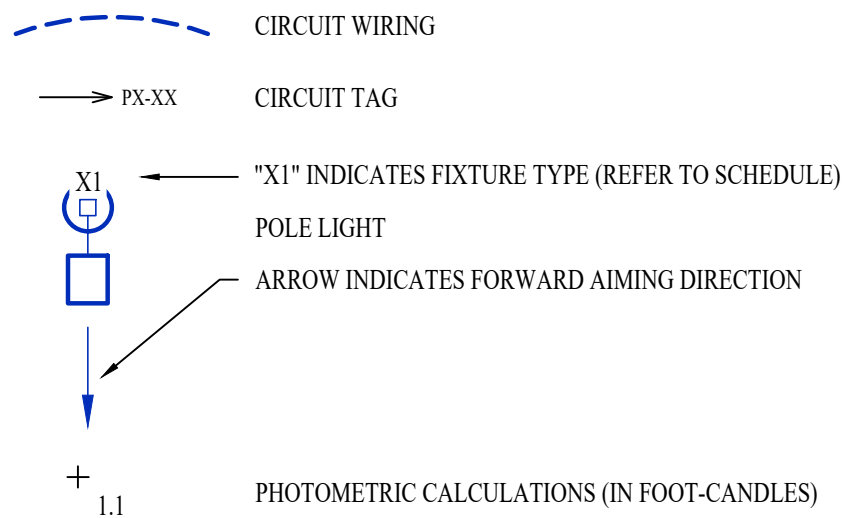 CIRCUIT WIRING
PX-XX CIRCUIT TAG
X1 "X1" INDICATES FIXTURE TYPE (REFER TO SCHEDULE)
POLE LIGHT
ARROW INDICATES FORWARD AIMING DIRECTION
1.1 PHOTOMETRIC CALCULATIONS (IN FOOT-CANDLES)